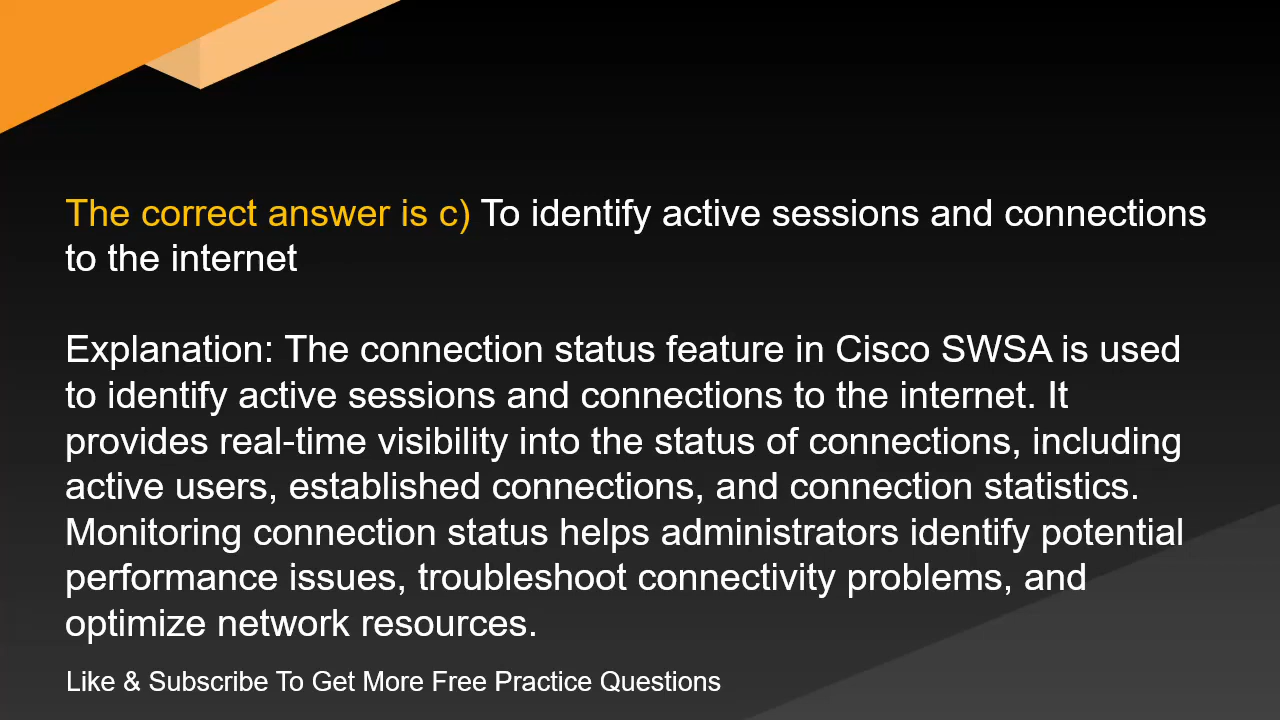 The correct answer is c) To identify active sessions and connections
to the internet
Explanation: The connection status feature in Cisco SWSA is used
to identify active sessions and connections to the internet. It
provides real-time visibility into the status of connections, including
active users, established connections, and connection statistics.
Monitoring connection status helps administrators identify potential
performance issues, troubleshoot connectivity problems, and
optimize network resources.
Like & Subscribe To Get More Free Practice Questions